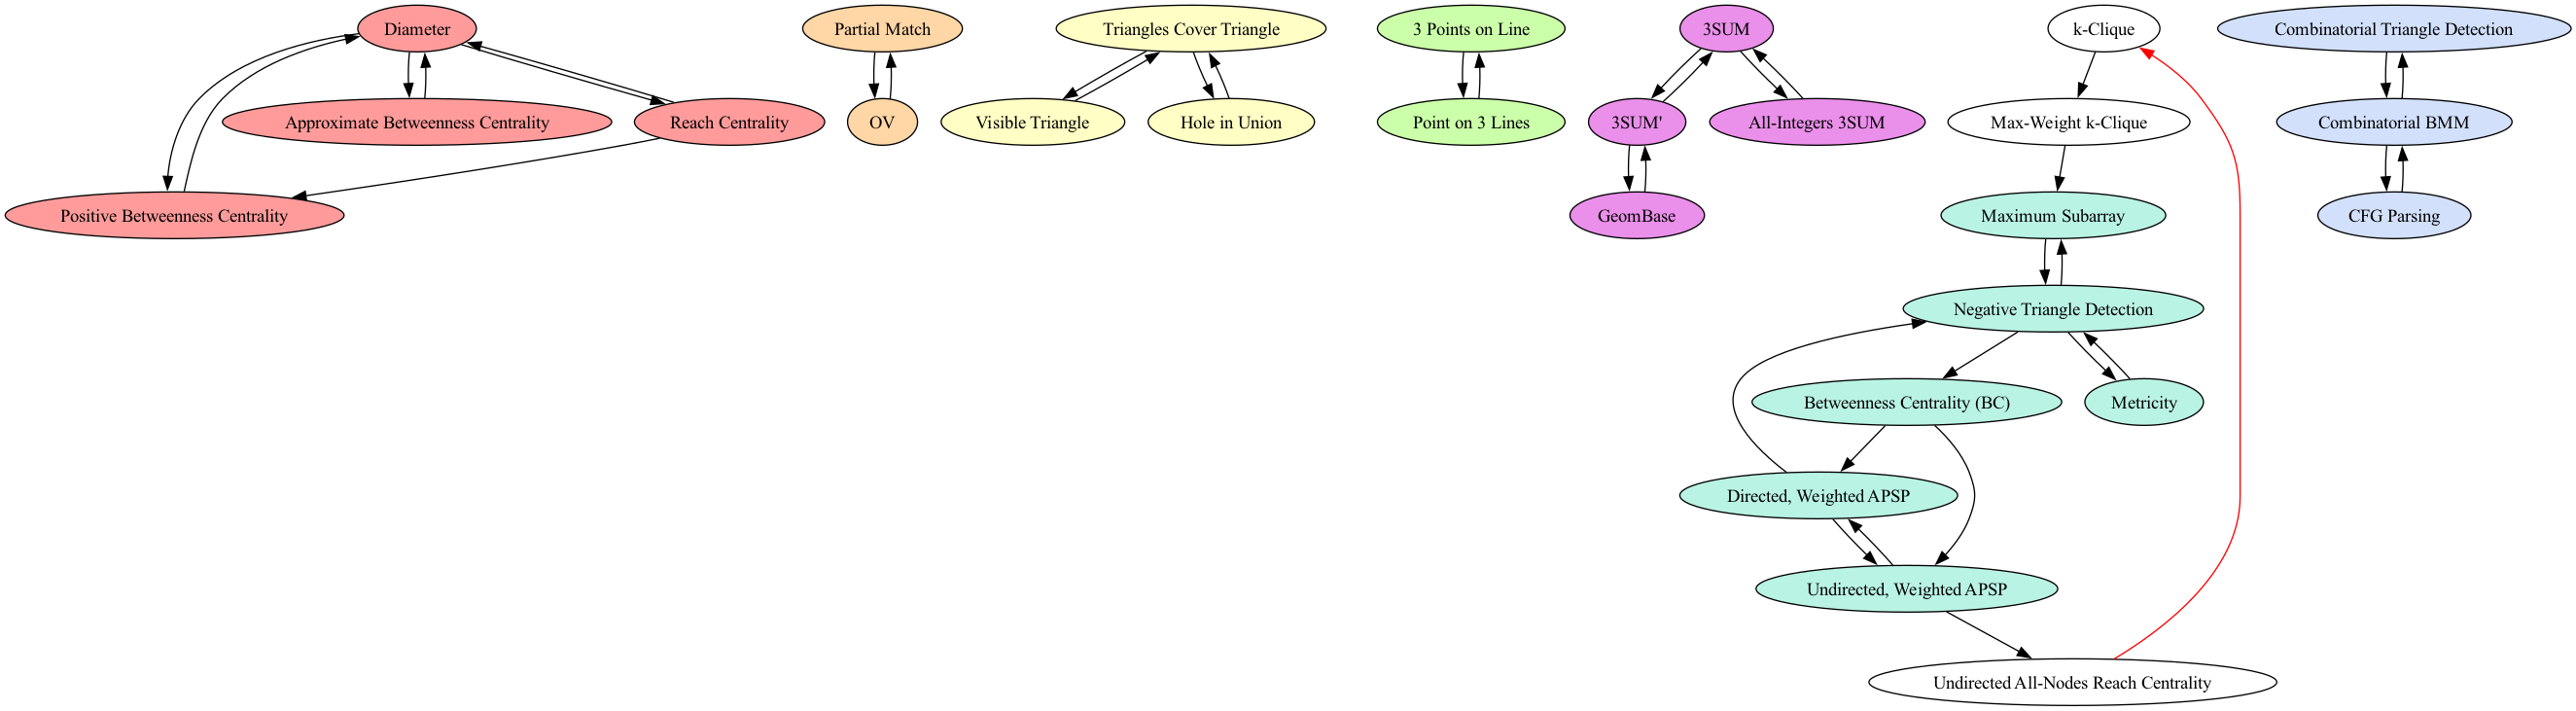 Diameter
Partial Match
Triangles Cover Triangle
3 Points on Line
3SUM
k-Clique
Combinatorial Triangle Detection
Approximate Betweenness Centrality
Reach Centrality
OV
Visible Triangle
Hole in Union
Point on 3 Lines
3SUM'
All-Integers 3SUM
Max-Weight k-Clique
Combinatorial BMM
Positive Betweenness Centrality
GeomBase
Maximum Subarray
CFG Parsing
Negative Triangle Detection
Betweenness Centrality (BC)
Metricity
Directed, Weighted APSP
Undirected, Weighted APSP
Undirected All-Nodes Reach Centrality